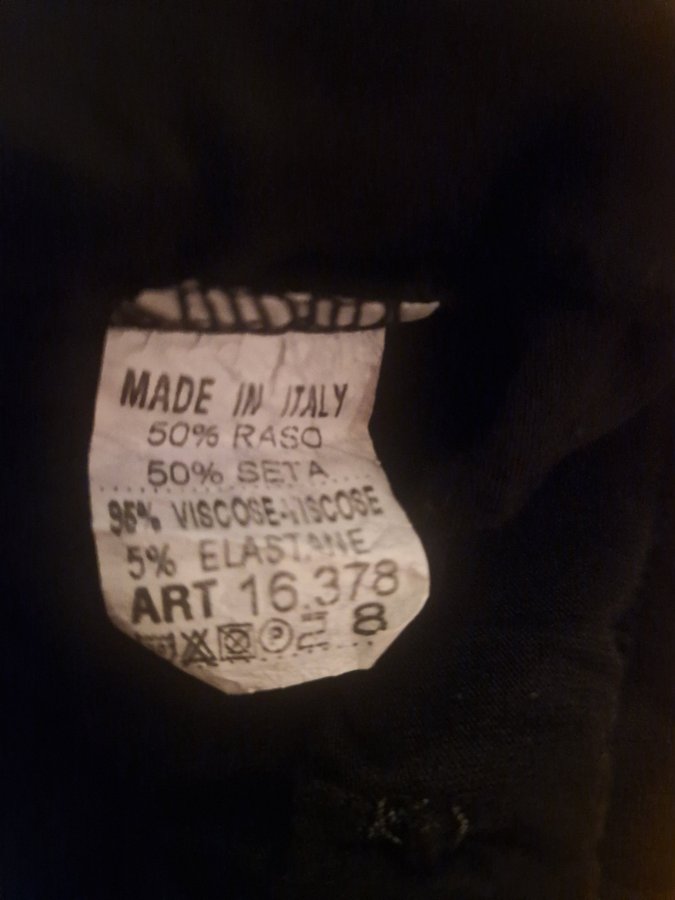 MADE IN ITALY
50% RASO
50% SETA
95% VISCOSE-VISCOSE
5% ELASTANE
ART 16.378
8